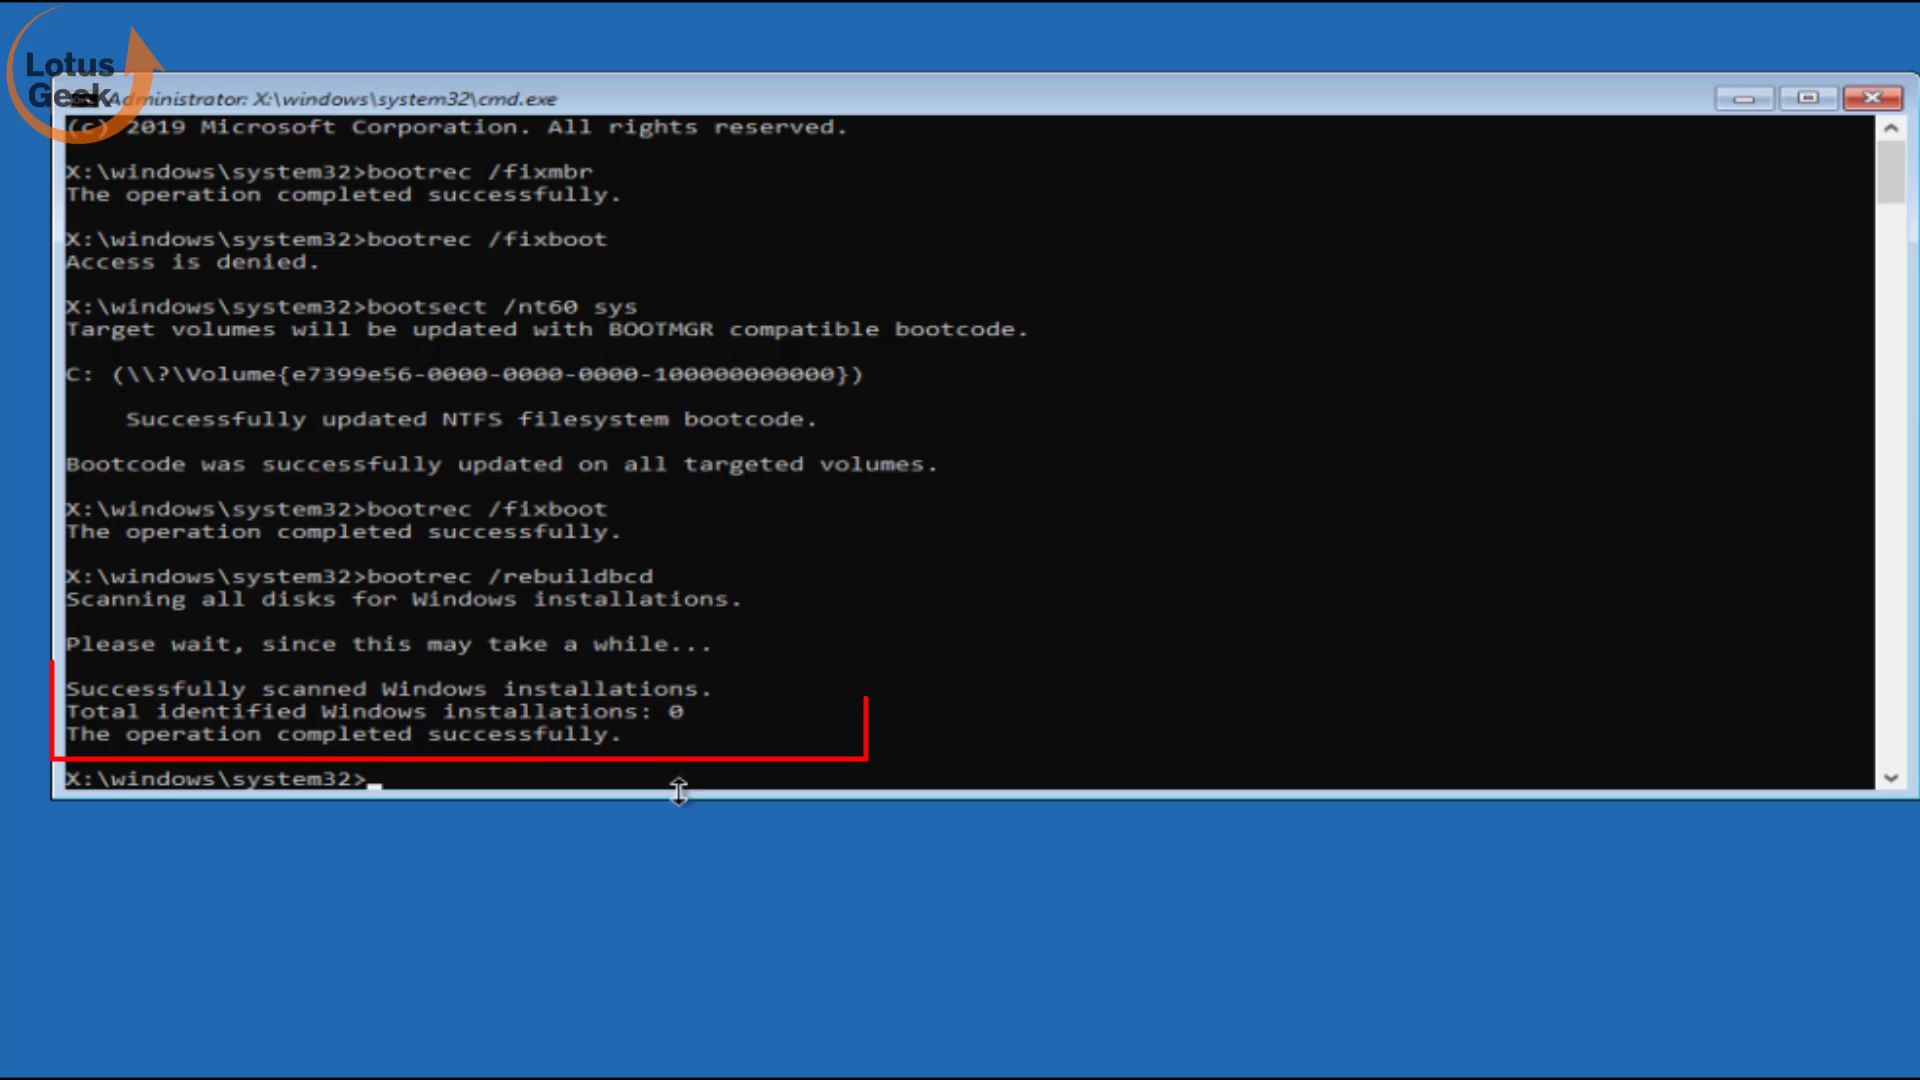 Lotus
Geek
Administrator: X:\windows\system32\cmd.exe
(c) 2019 Microsoft Corporation. All rights reserved.
X:\windows\system32>bootrec /fixmbr
The operation completed successfully.
X:\windows\system32>bootrec /fixboot
Access is denied.
X:\windows\system32>bootsect /nt60 sys
Target volumes will be updated with BOOTMGR compatible bootcode.
C: (\\?\Volume{e7399e56-0000-0000-0000-100000000000})
Successfully updated NTFS filesystem bootcode.
Bootcode was successfully updated on all targeted volumes.
X:\windows\system32>bootrec /fixboot
The operation completed successfully.
X:\windows\system32>bootrec /rebuildbcd
Scanning all disks for Windows installations.
Please wait, since this may take a while...
Successfully scanned Windows installations.
Total identified Windows installations: 0
The operation completed successfully.
X:\windows\system32>_